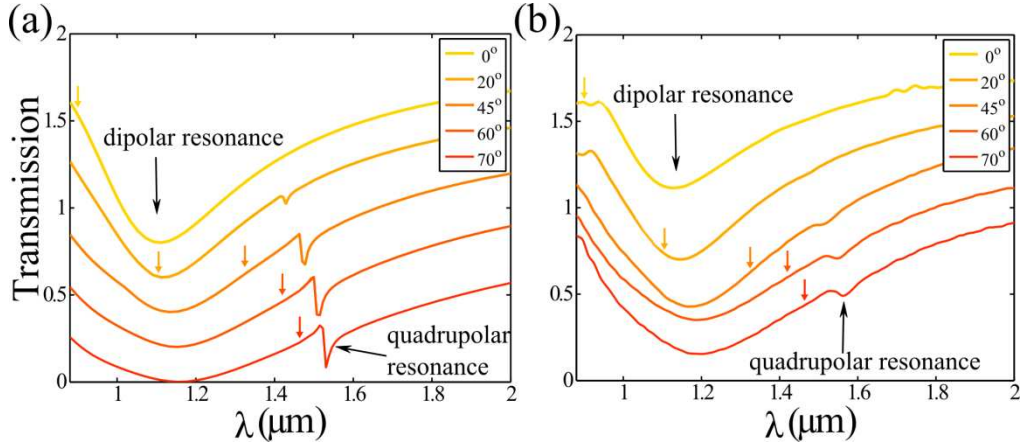 (a)
2
1.5
1
0.5
0
Transmission
0°
20°
45°
60°
70°
dipolar resonance
quadrupolar
resonance
1 1.2 1.4 1.6 1.8 2
λ(μm)
(b)
2
1.5
1
0.5
0
0°
20°
45°
60°
70°
dipolar resonance
quadrupolar resonance
1 1.2 1.4 1.6 1.8 2
λ(μm)